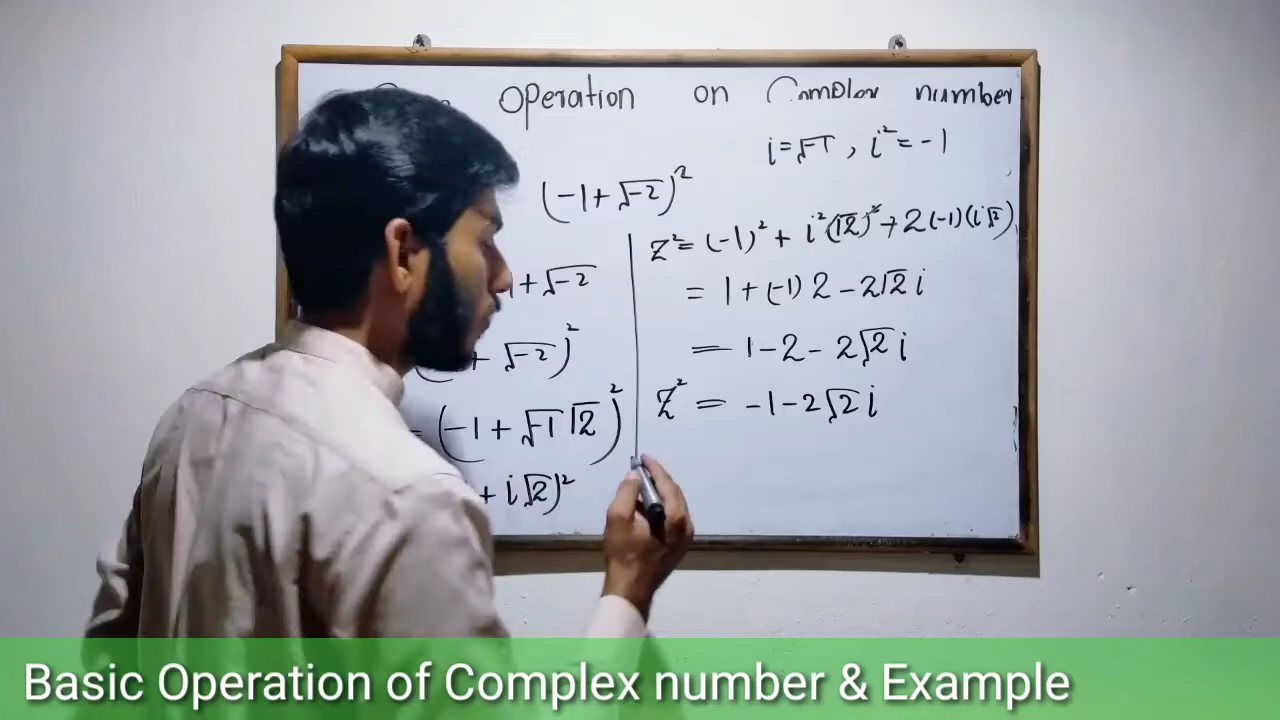 Operation on Complex number
i = √-1 , i² = -1
(-1 + √-2)²
1 + √-2
+ √-2)²
= (-1 + √-1 √2)²
+ i√2)²
Z² = (-1)² + i²(√2)² + 2(-1)(i√2)
= 1 + (-1) 2 - 2√2 i
= 1 - 2 - 2√2 i
Z² = -1 - 2√2 i
Basic Operation of Complex number & Example